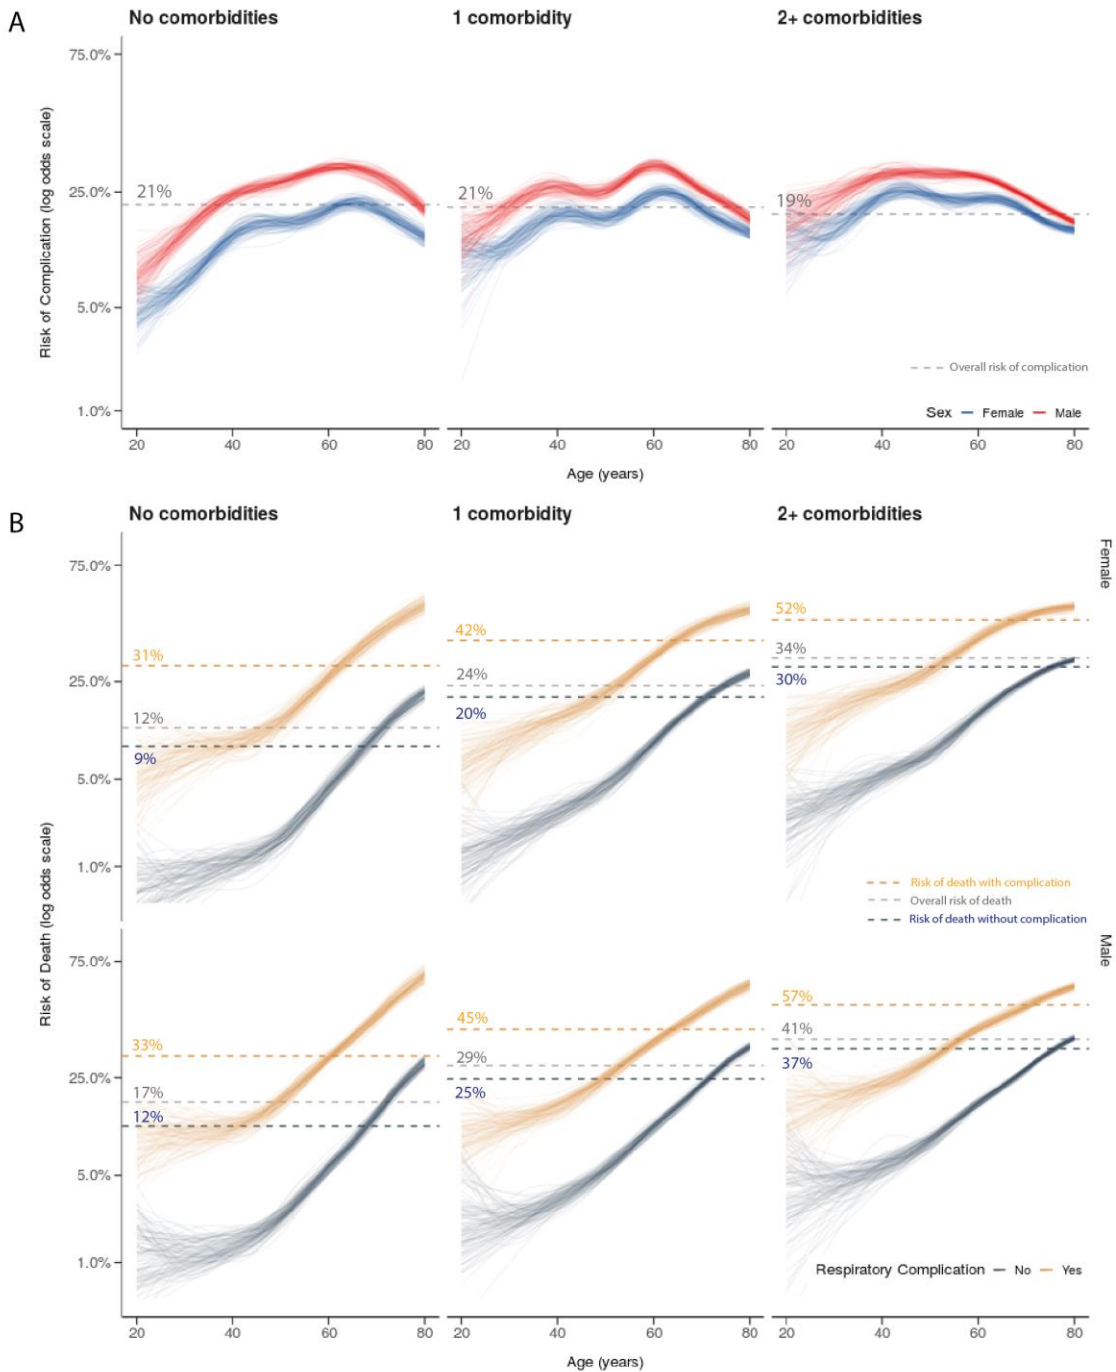 A
No comorbidities
1 comorbidity
2+ comorbidities
Risk of Complication (log odds scale)
75.0%
25.0%
5.0%
1.0%
21%
21%
19%
Overall risk of complication
Sex Female Male
20 40 60 80
20 40 60 80
20 40 60 80
Age (years)
B
No comorbidities
1 comorbidity
2+ comorbidities
Female
Risk of Death (log odds scale)
75.0%
25.0%
5.0%
1.0%
31%
12%
9%
42%
24%
20%
52%
34%
30%
Risk of death with complication
Overall risk of death
Risk of death without complication
Male
75.0%
25.0%
5.0%
1.0%
33%
17%
12%
45%
29%
25%
57%
41%
37%
Respiratory Complication No Yes
20 40 60 80
20 40 60 80
20 40 60 80
Age (years)